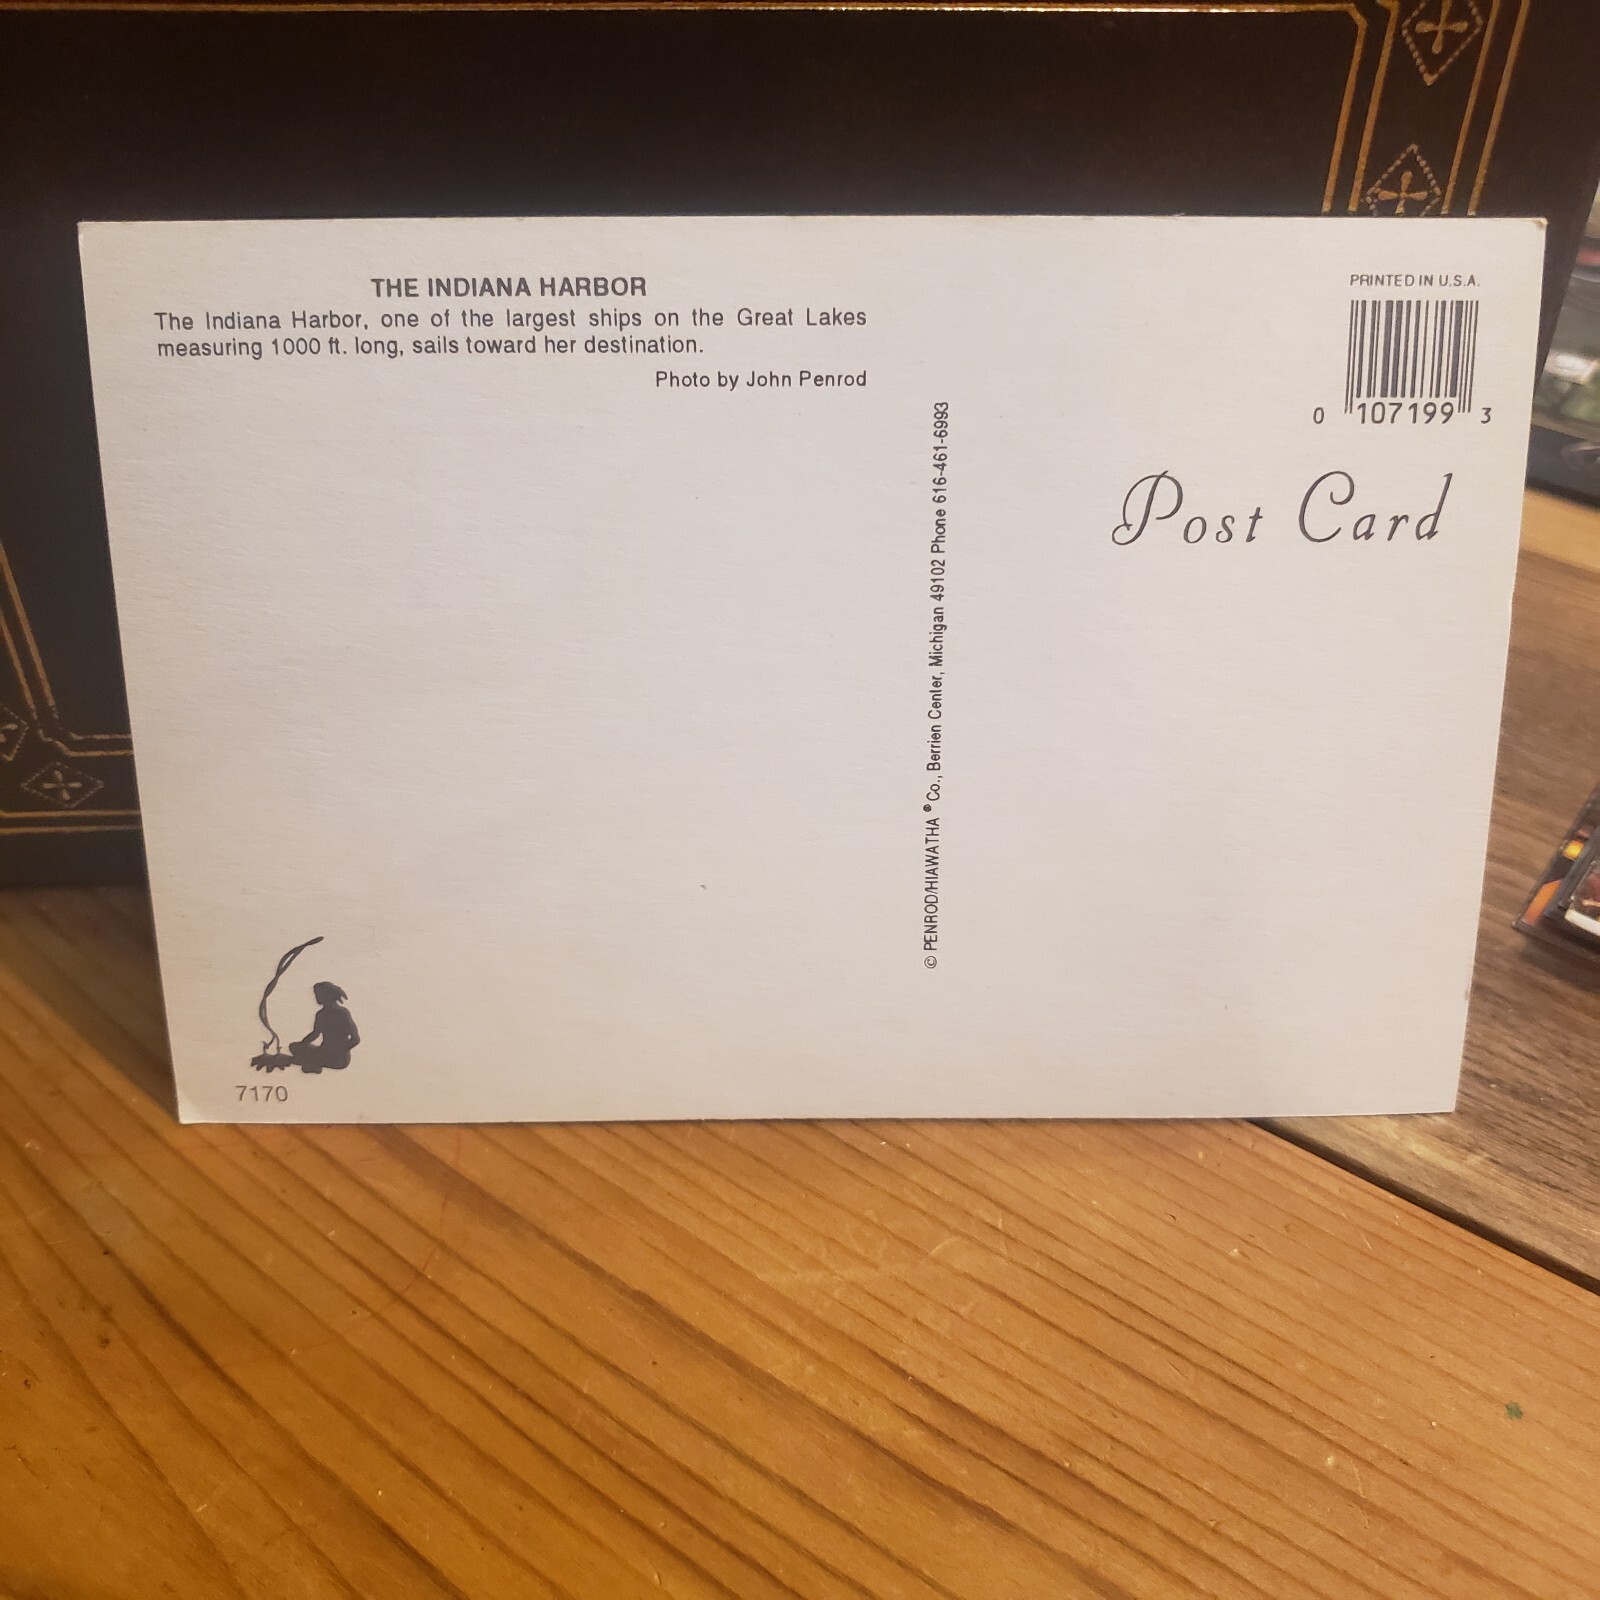 THE INDIANA HARBOR
The Indiana Harbor, one of the largest ships on the Great Lakes
measuring 1000 ft. long, sails toward her destination.
Photo by John Penrod
© PENROD/HIAWATHA ® Co., Berrien Center, Michigan 49102 Phone 616-461-6993
PRINTED IN U.S.A.
0 107199 3
Post Card
7170